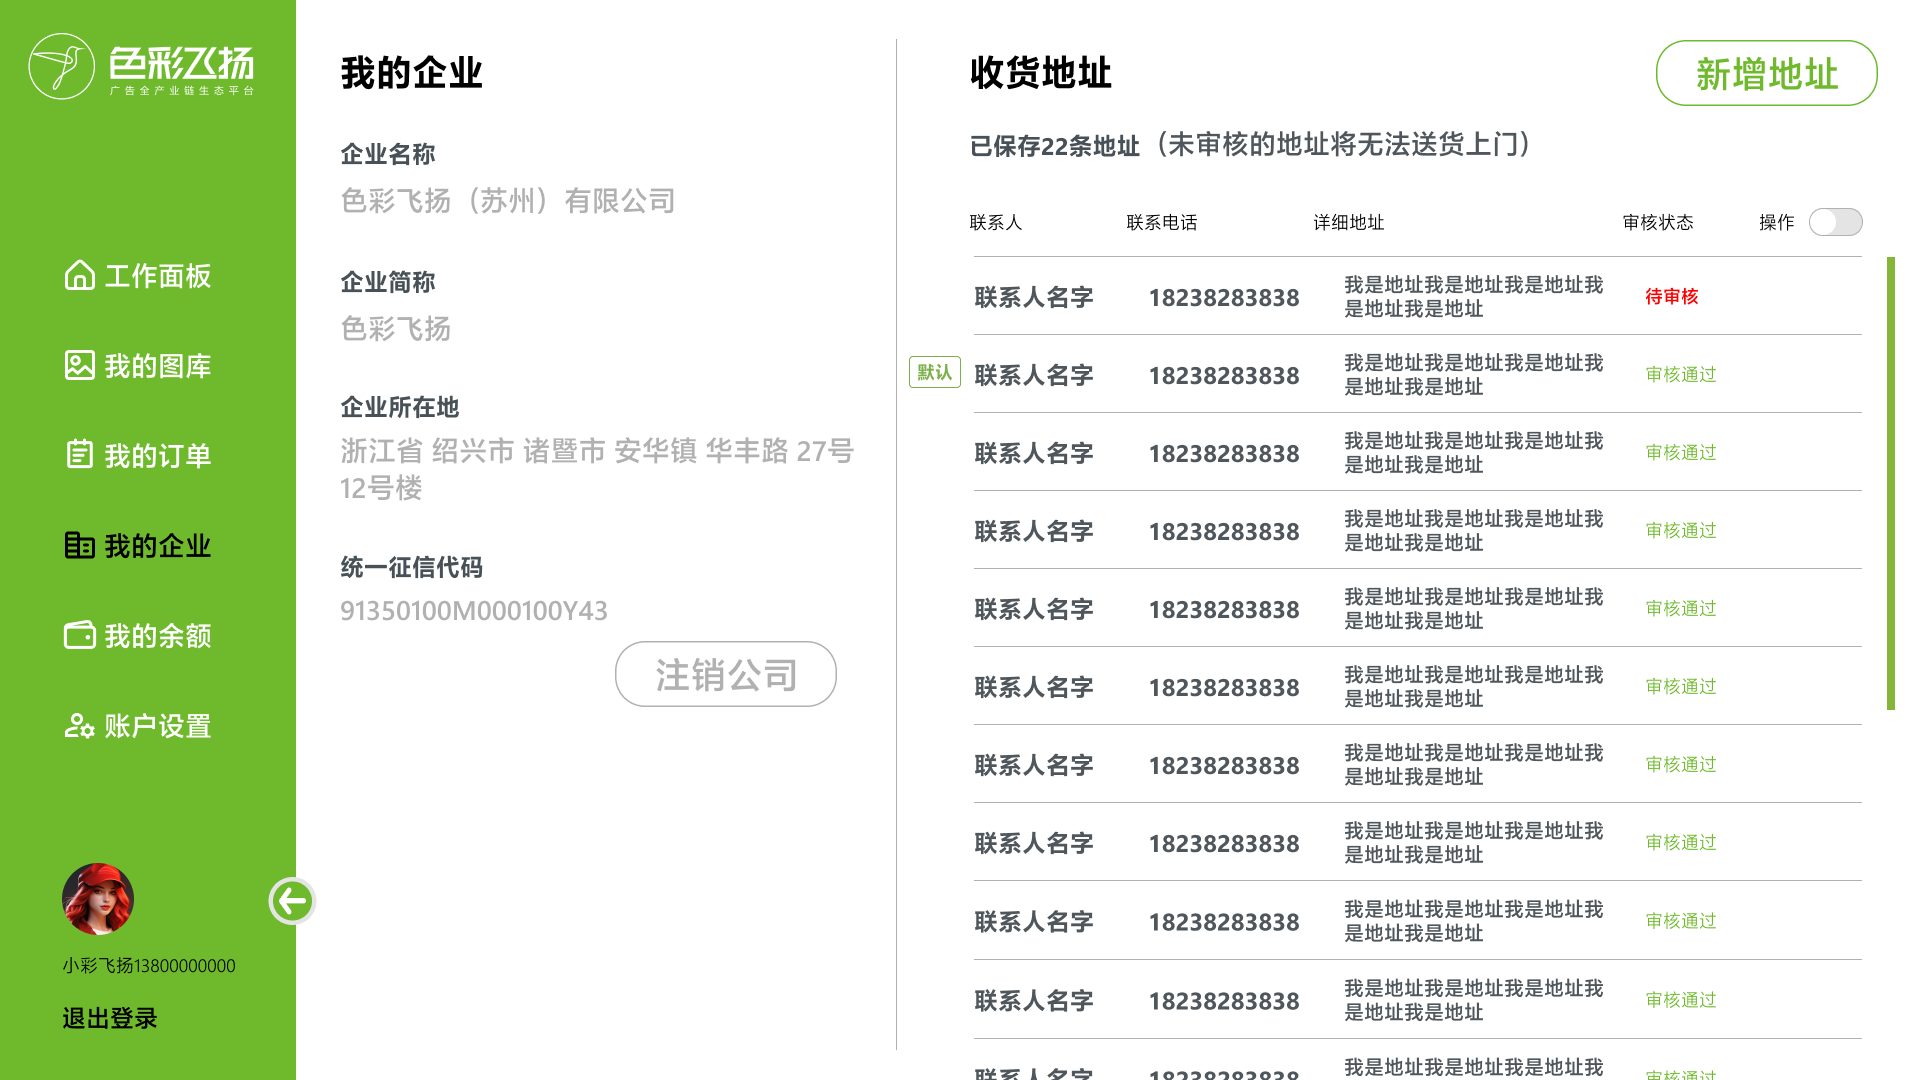 色彩飞扬
广告全产业链生态平台
工作面板
我的图库
我的订单
我的企业
我的余额
账户设置
小彩飞扬13800000000
退出登录
我的企业
企业名称
色彩飞扬（苏州）有限公司
企业简称
色彩飞扬
企业所在地
浙江省 绍兴市 诸暨市 安华镇 华丰路 27号
12号楼
统一征信代码
91350100M000100Y43
注销公司
收货地址
新增地址
已保存22条地址（未审核的地址将无法送货上门）
联系人 联系电话 详细地址 审核状态 操作
联系人名字 18238283838 我是地址我是地址我是地址我 待审核
是地址我是地址
默认 联系人名字 18238283838 我是地址我是地址我是地址我 审核通过
是地址我是地址
联系人名字 18238283838 我是地址我是地址我是地址我 审核通过
是地址我是地址
联系人名字 18238283838 我是地址我是地址我是地址我 审核通过
是地址我是地址
联系人名字 18238283838 我是地址我是地址我是地址我 审核通过
是地址我是地址
联系人名字 18238283838 我是地址我是地址我是地址我 审核通过
是地址我是地址
联系人名字 18238283838 我是地址我是地址我是地址我 审核通过
是地址我是地址
联系人名字 18238283838 我是地址我是地址我是地址我 审核通过
是地址我是地址
联系人名字 18238283838 我是地址我是地址我是地址我 审核通过
是地址我是地址
联系人名字 18238283838 我是地址我是地址我是地址我 审核通过
是地址我是地址
联系人名字 18238283838 我是地址我是地址我是地址我 审核通过